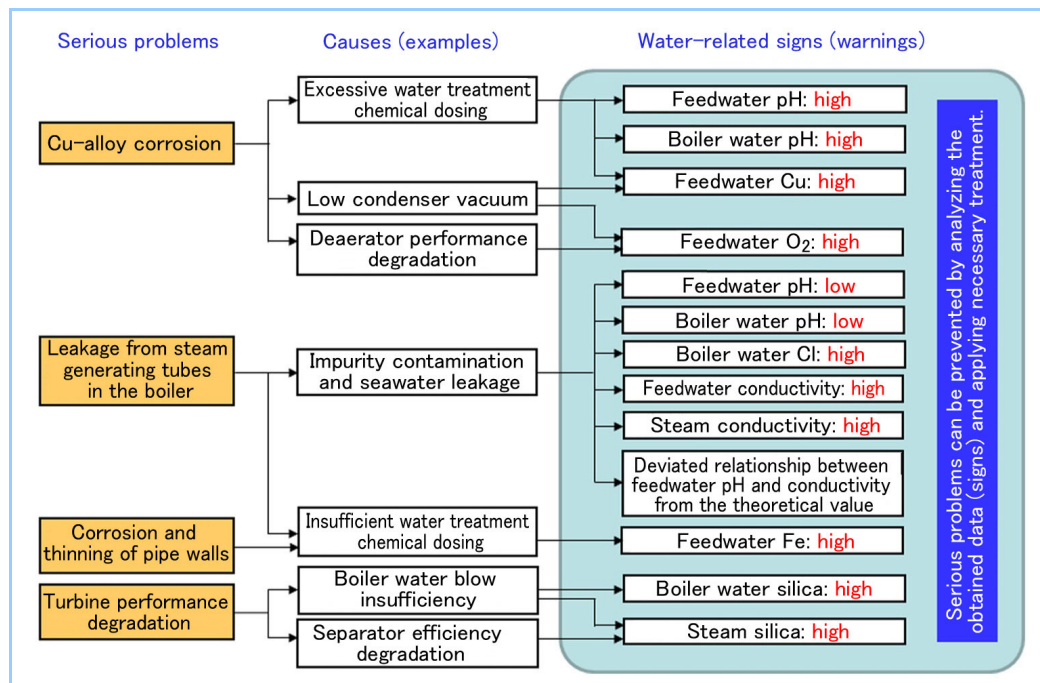 Serious problems
Causes (examples)
Water-related signs (warnings)
Cu-alloy corrosion
Leakage from steam
generating tubes
in the boiler
Corrosion and
thinning of pipe walls
Turbine performance
degradation
Excessive water treatment
chemical dosing
Low condenser vacuum
Deaerator performance
degradation
Impurity contamination
and seawater leakage
Insufficient water treatment
chemical dosing
Boiler water blow
insufficiency
Separator efficiency
degradation
Feedwater pH: high
Boiler water pH: high
Feedwater Cu: high
Feedwater O₂: high
Feedwater pH: low
Boiler water pH: low
Boiler water Cl: high
Feedwater conductivity: high
Steam conductivity: high
Deviated relationship between
feedwater pH and conductivity
from the theoretical value
Feedwater Fe: high
Boiler water silica: high
Steam silica: high
Serious problems can be prevented by analyzing the
obtained data (signs) and applying necessary treatment.